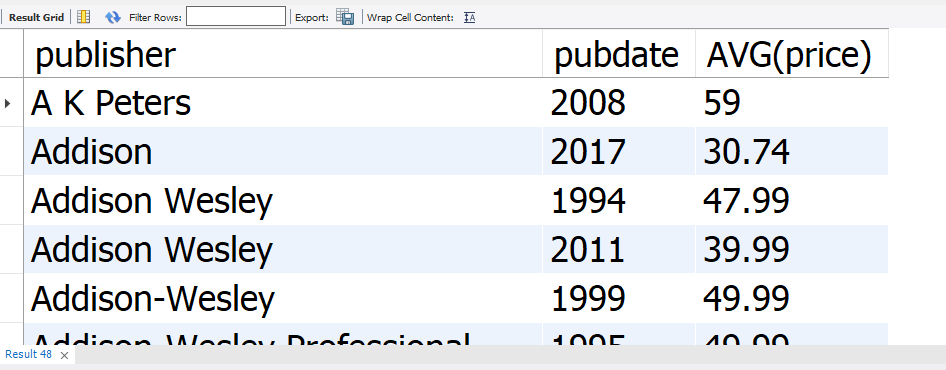 Result Grid Filter Rows: Export: Wrap Cell Content:
publisher pubdate AVG(price)
A K Peters 2008 59
Addison 2017 30.74
Addison Wesley 1994 47.99
Addison Wesley 2011 39.99
Addison-Wesley 1999 49.99
Addison-Wesley Professional 1995 49.99
Result 48